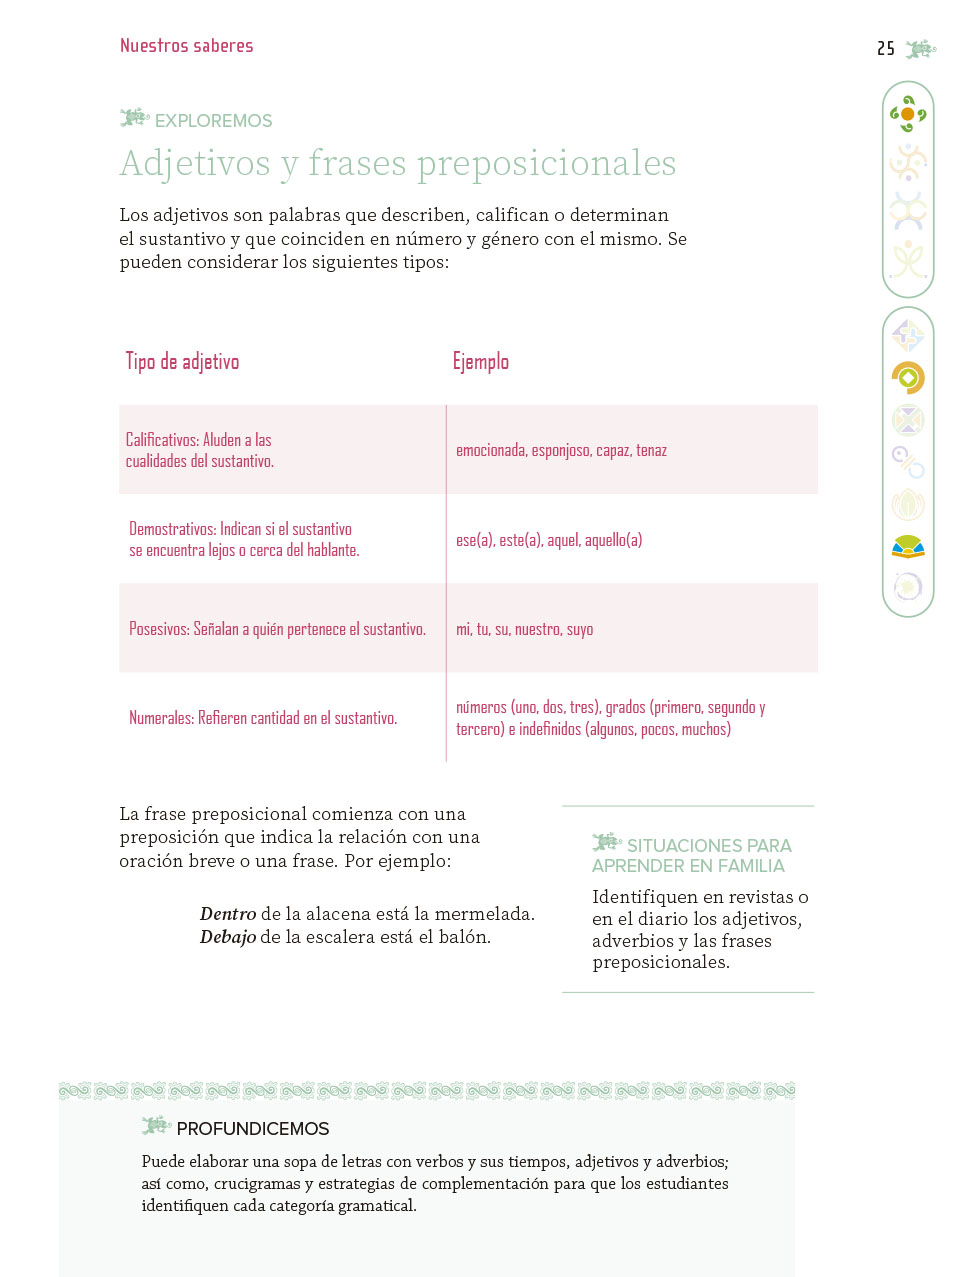 Nuestros saberes
25
EXPLOREMOS
Adjetivos y frases preposicionales
Los adjetivos son palabras que describen, califican o determinan
el sustantivo y que coinciden en número y género con el mismo. Se
pueden considerar los siguientes tipos:
Tipo de adjetivo
Ejemplo
Calificativos: Aluden a las
cualidades del sustantivo.
emocionada, esponjoso, capaz, tenaz
Demostrativos: Indican si el sustantivo
se encuentra lejos o cerca del hablante.
ese(a), este(a), aquel, aquello(a)
Posesivos: Señalan a quién pertenece el sustantivo.
mi, tu, su, nuestro, suyo
Numerales: Refieren cantidad en el sustantivo.
números (uno, dos, tres), grados (primero, segundo y
tercero) e indefinidos (algunos, pocos, muchos)
La frase preposicional comienza con una
preposición que indica la relación con una
oración breve o una frase. Por ejemplo:
Dentro de la alacena está la mermelada.
Debajo de la escalera está el balón.
SITUACIONES PARA
APRENDER EN FAMILIA
Identifiquen en revistas o
en el diario los adjetivos,
adverbios y las frases
preposicionales.
PROFUNDICEMOS
Puede elaborar una sopa de letras con verbos y sus tiempos, adjetivos y adverbios;
así como, crucigramas y estrategias de complementación para que los estudiantes
identifiquen cada categoría gramatical.